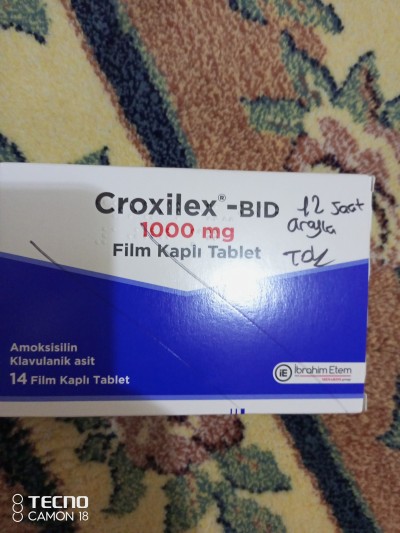 Croxilex®-BID
1000 mg
Film Kaplı Tablet
12 saat
arayla
TOK
Amoksisilin
Klavulanik asit
14 Film Kaplı Tablet
iE İbrahim Etem
TECNO
CAMON 18